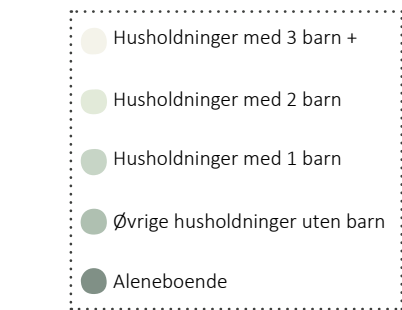 Husholdninger med 3 barn +
Husholdninger med 2 barn
Husholdninger med 1 barn
Øvrige husholdninger uten barn
Aleneboende